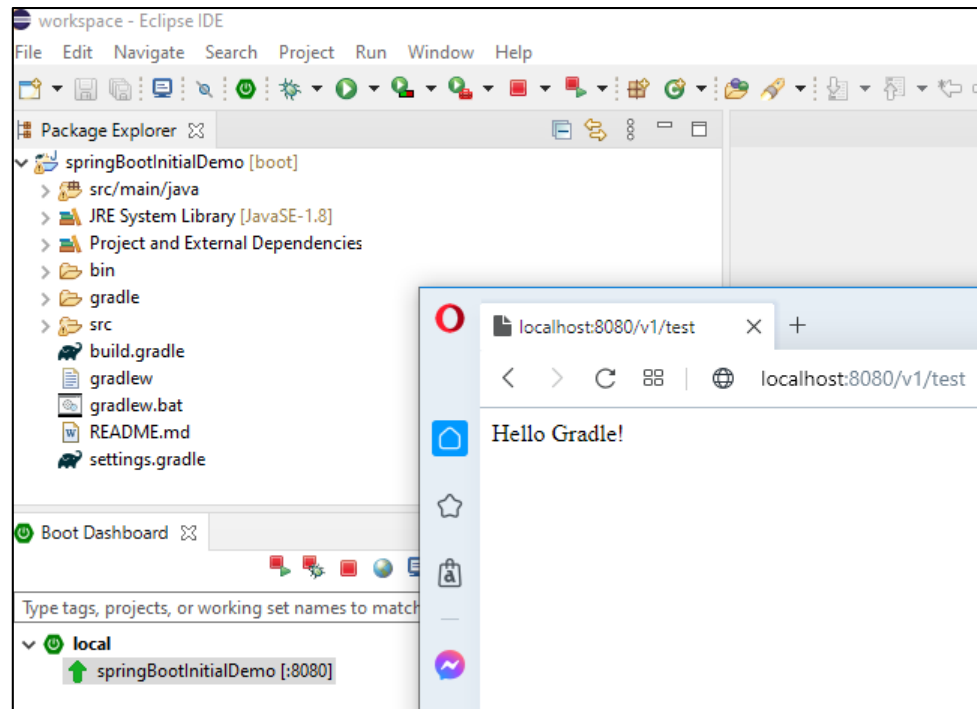 workspace - Eclipse IDE
File Edit Navigate Search Project Run Window Help
Package Explorer
springBootInitialDemo [boot]
src/main/java
JRE System Library [JavaSE-1.8]
Project and External Dependencies
bin
gradle
src
build.gradle
gradlew
gradlew.bat
README.md
settings.gradle
localhost:8080/v1/test
localhost:8080/v1/test
Hello Gradle!
Boot Dashboard
Type tags, projects, or working set names to match
local
springBootInitialDemo [:8080]